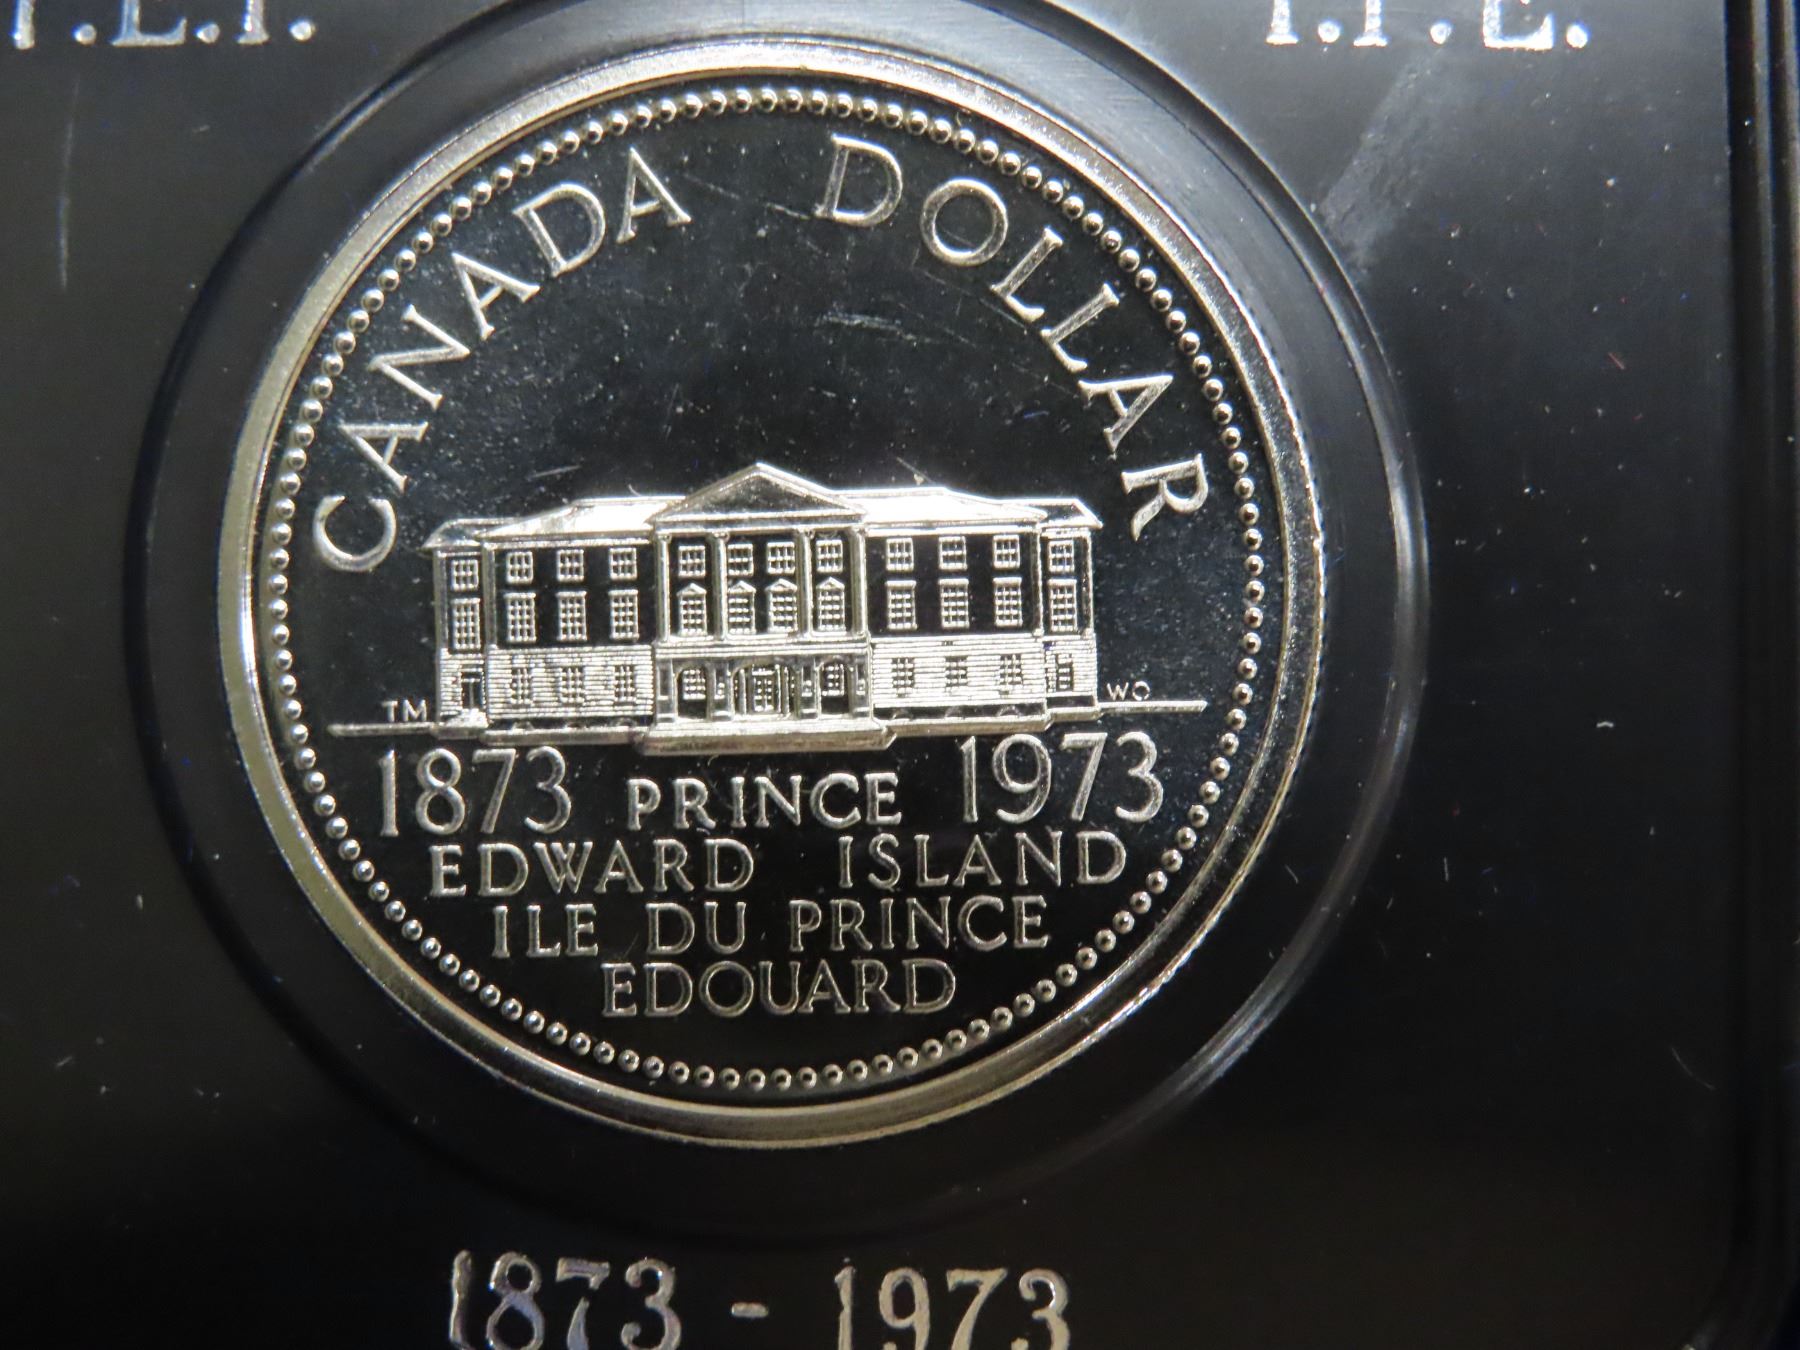 P.E.I.
I.P.E.
CANADA DOLLAR
TM
WO
1873 PRINCE 1973
EDWARD ISLAND
ILE DU PRINCE
EDOUARD
1873 - 1973